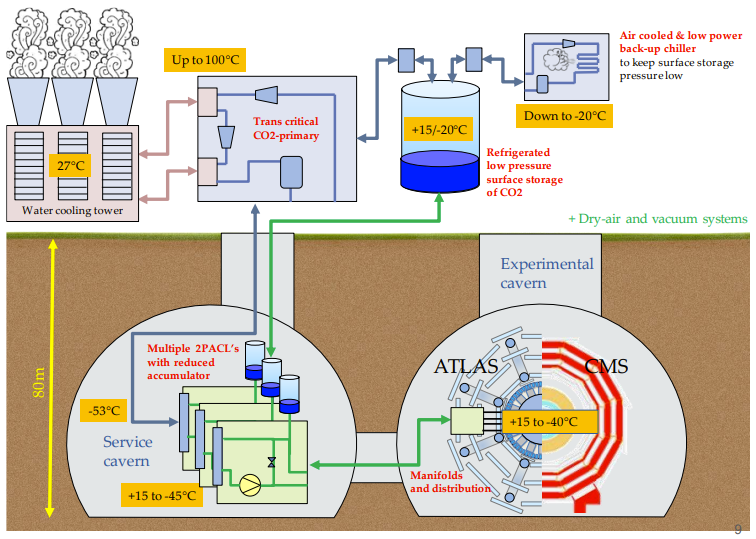 Up to 100°C
Air cooled & low power
back-up chiller
to keep surface storage
pressure low
Trans critical
CO2-primary
Down to -20°C
+15/-20°C
27°C
Refrigerated
low pressure
surface storage
of CO2
Water cooling tower
+ Dry-air and vacuum systems
Experimental
cavern
Multiple 2PACL's
with reduced
accumulator
ATLAS
CMS
80m
-53°C
+15 to -40°C
Service
cavern
Manifolds
and distribution
+15 to -45°C
9